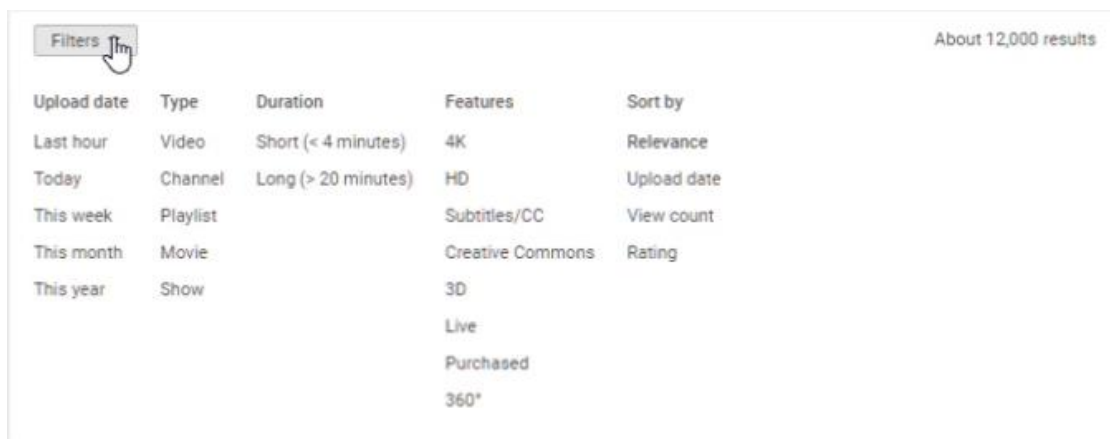 Filters
About 12,000 results
Upload date Type Duration Features Sort by
Last hour Video Short (< 4 minutes) 4K Relevance
Today Channel Long (> 20 minutes) HD Upload date
This week Playlist Subtitles/CC View count
This month Movie Creative Commons Rating
This year Show 3D
Live
Purchased
360°